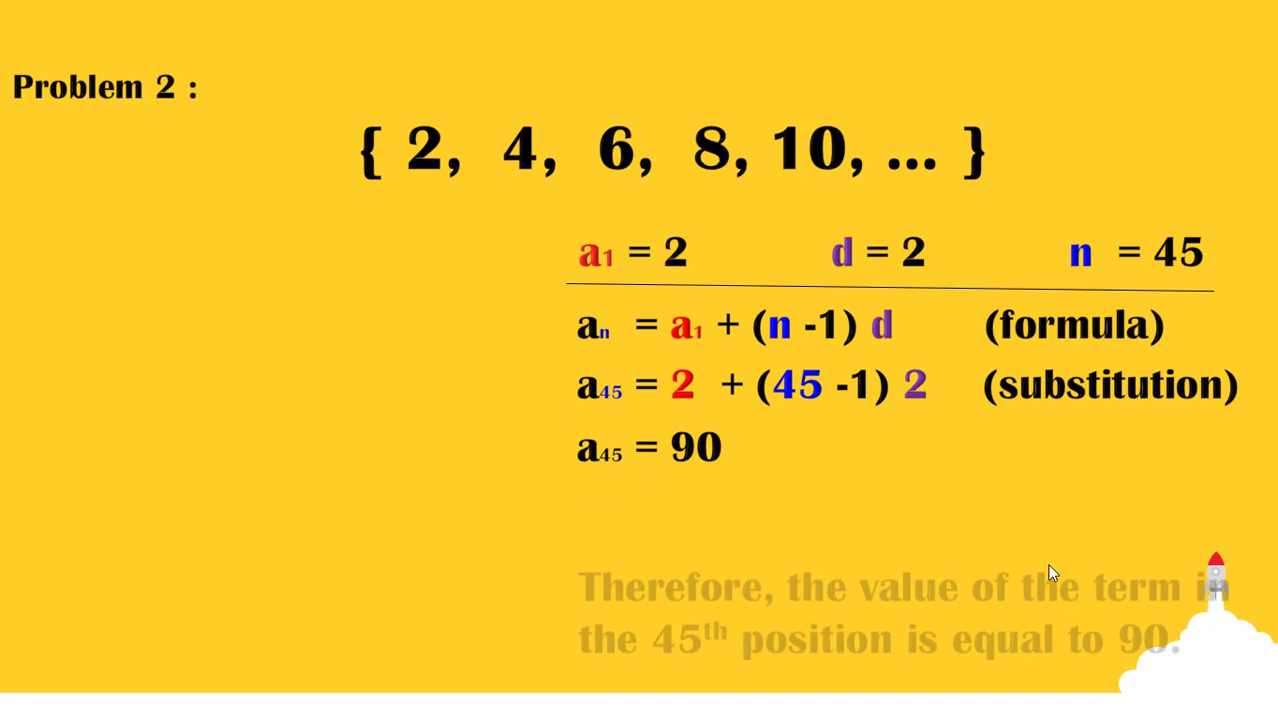 Problem 2 :
{ 2, 4, 6, 8, 10, ... }
a1 = 2 d = 2 n = 45
an = a1 + (n -1) d (formula)
a45 = 2 + (45 -1) 2 (substitution)
a45 = 90
Therefore, the value of the term in
the 45th position is equal to 90.